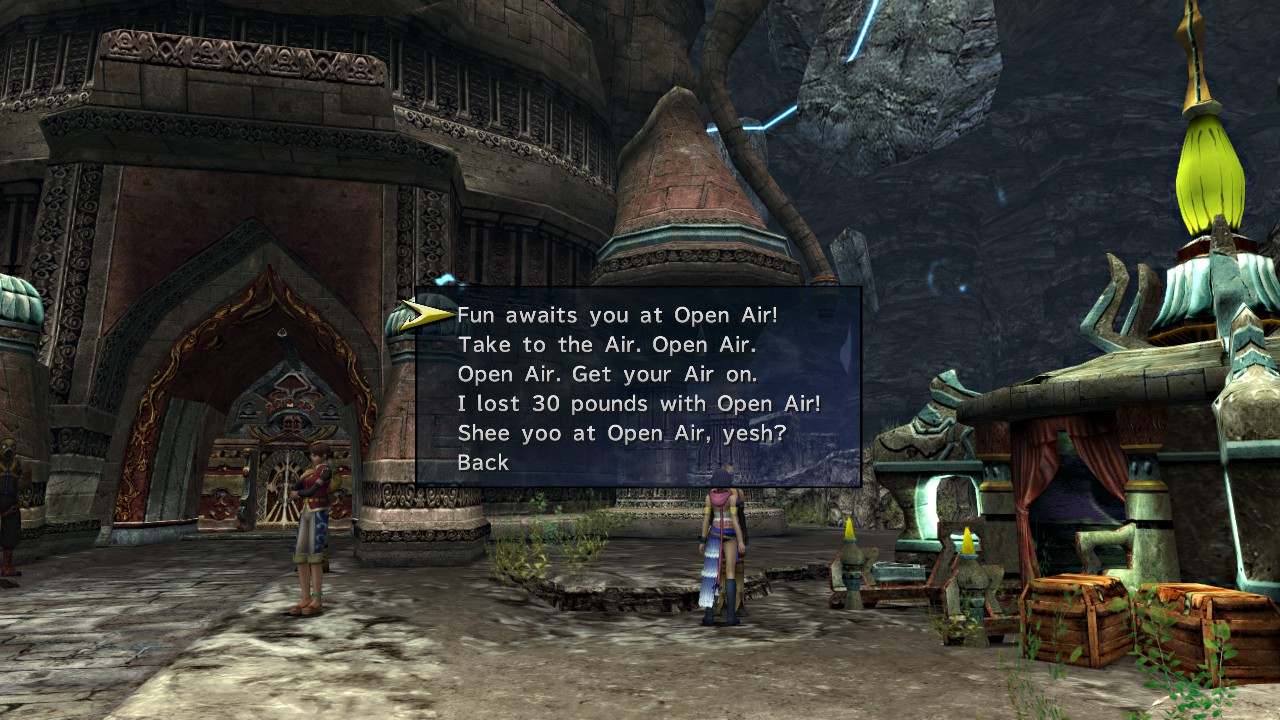 Fun awaits you at Open Air!
Take to the Air. Open Air.
Open Air. Get your Air on.
I lost 30 pounds with Open Air!
Shee yoo at Open Air, yesh?
Back